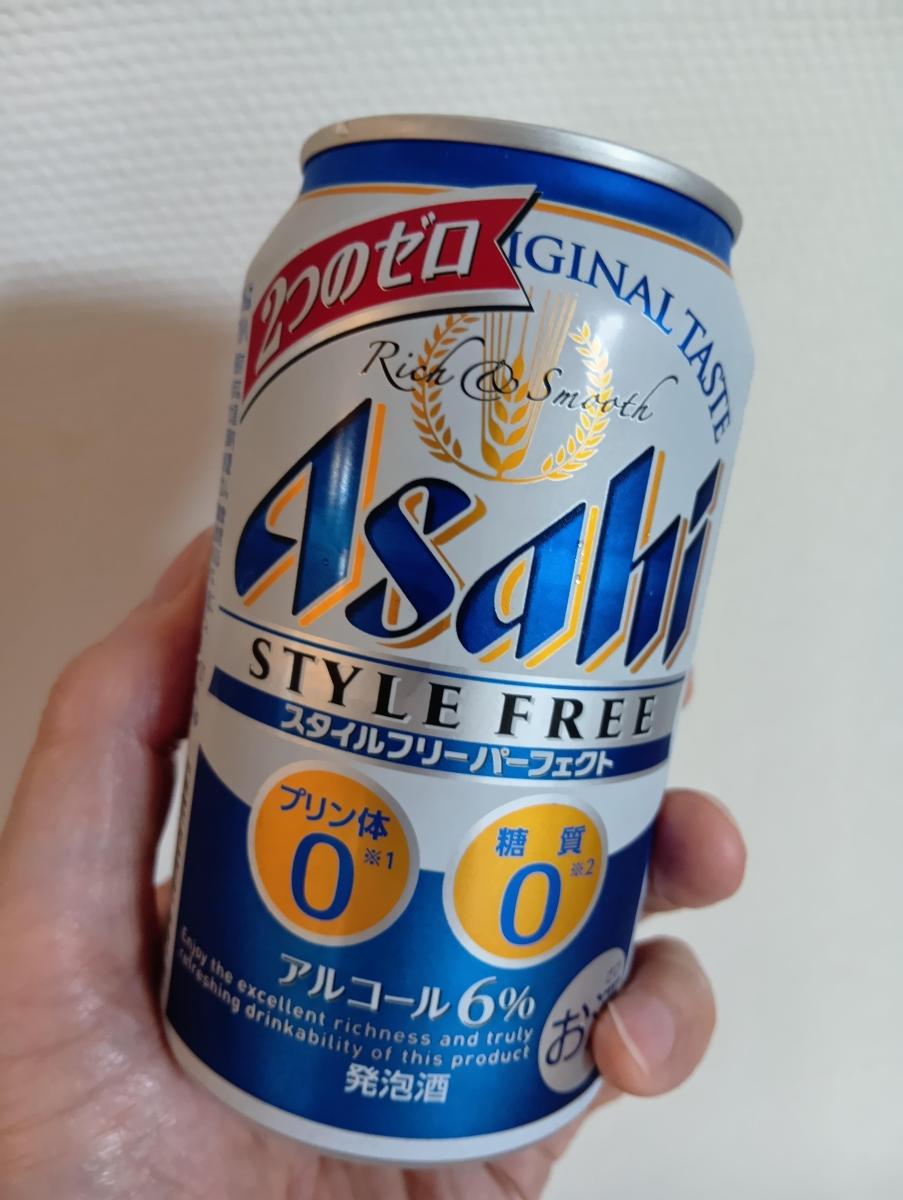 2つのゼロ
ORIGINAL TASTE
Rich & Smooth
Asahi
STYLE FREE
スタイルフリーパーフェクト
プリン体
0※1
糖質
0※2
アルコール6%
Enjoy the excellent richness and truly
refreshing drinkability of this product
発泡酒